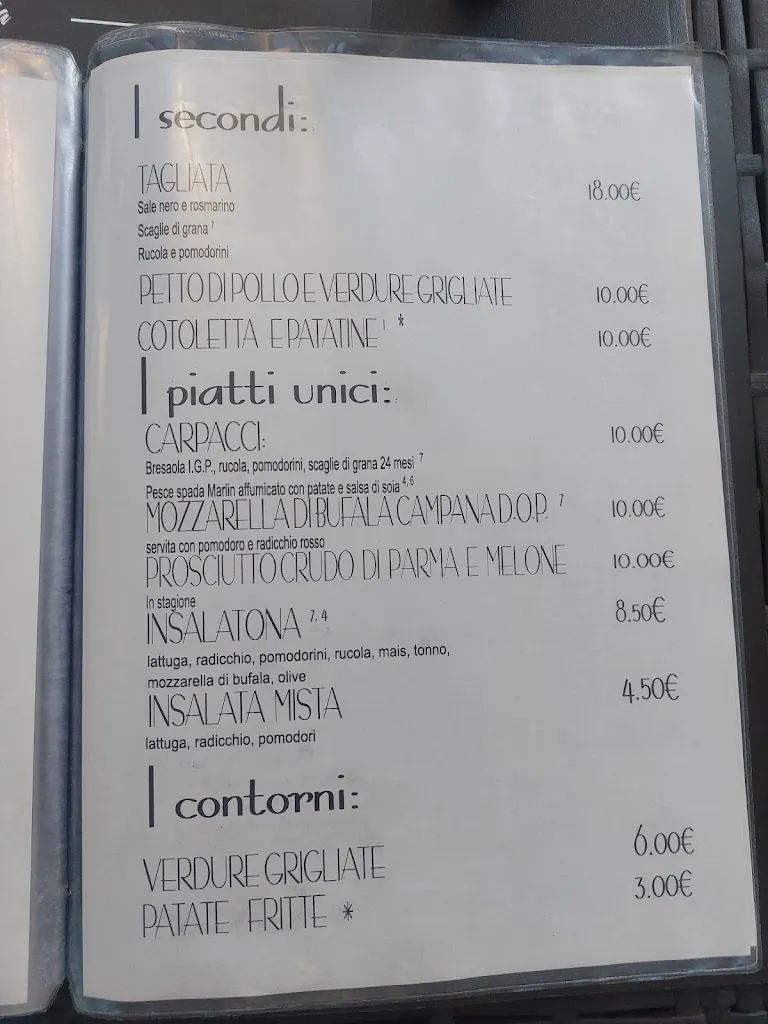 I secondi:
TAGLIATA 18.00€
Sale nero e rosmarino
Scaglie di grana 7
Rucola e pomodorini
PETTO DI POLLO E VERDURE GRIGLIATE 10.00€
COTOLETTA E PATATINE 1 * 10.00€
I piatti unici:
CARPACCI: 10.00€
Bresaola I.G.P., rucola, pomodorini, scaglie di grana 24 mesi 7
Pesce spada Marlin affumicato con patate e salsa di soia 4,6
MOZZARELLA DI BUFALA CAMPANA D.O.P. 7 10.00€
servita con pomodoro e radicchio rosso
PROSCIUTTO CRUDO DI PARMA E MELONE 10.00€
In stagione
INSALATONA 7,4 8.50€
lattuga, radicchio, pomodorini, rucola, mais, tonno,
mozzarella di bufala, olive
INSALATA MISTA 4.50€
lattuga, radicchio, pomodori
I contorni:
VERDURE GRIGLIATE 6.00€
PATATE FRITTE * 3.00€